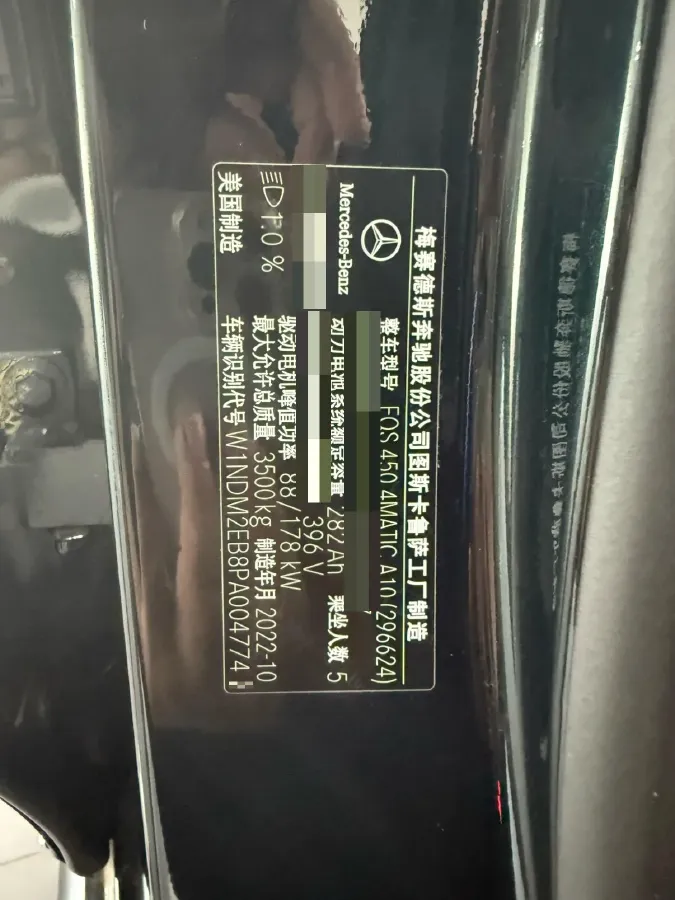 梅赛德斯奔驰股份公司图斯卡鲁萨工厂制造
Mercedes-Benz
整车型号 EQS 450 4MATIC A10 (296624)
动力电池系统额定容量 282 Ah 乘坐人数 5
396 V
驱动电机峰值功率 88/178 kW
1.0 %
最大允许总质量 3500kg 制造年月 2022-10
美国制造
车辆识别代号 W1NDM2EB8PA004774